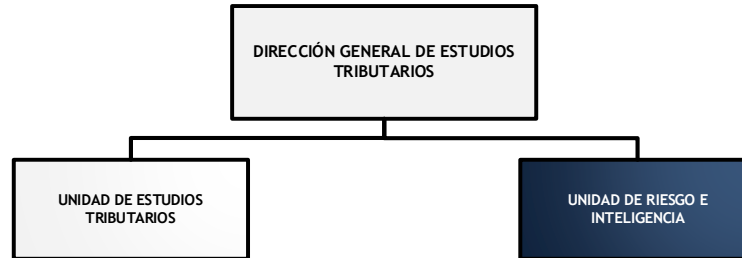 DIRECCIÓN GENERAL DE ESTUDIOS
TRIBUTARIOS
UNIDAD DE ESTUDIOS
TRIBUTARIOS
UNIDAD DE RIESGO E
INTELIGENCIA